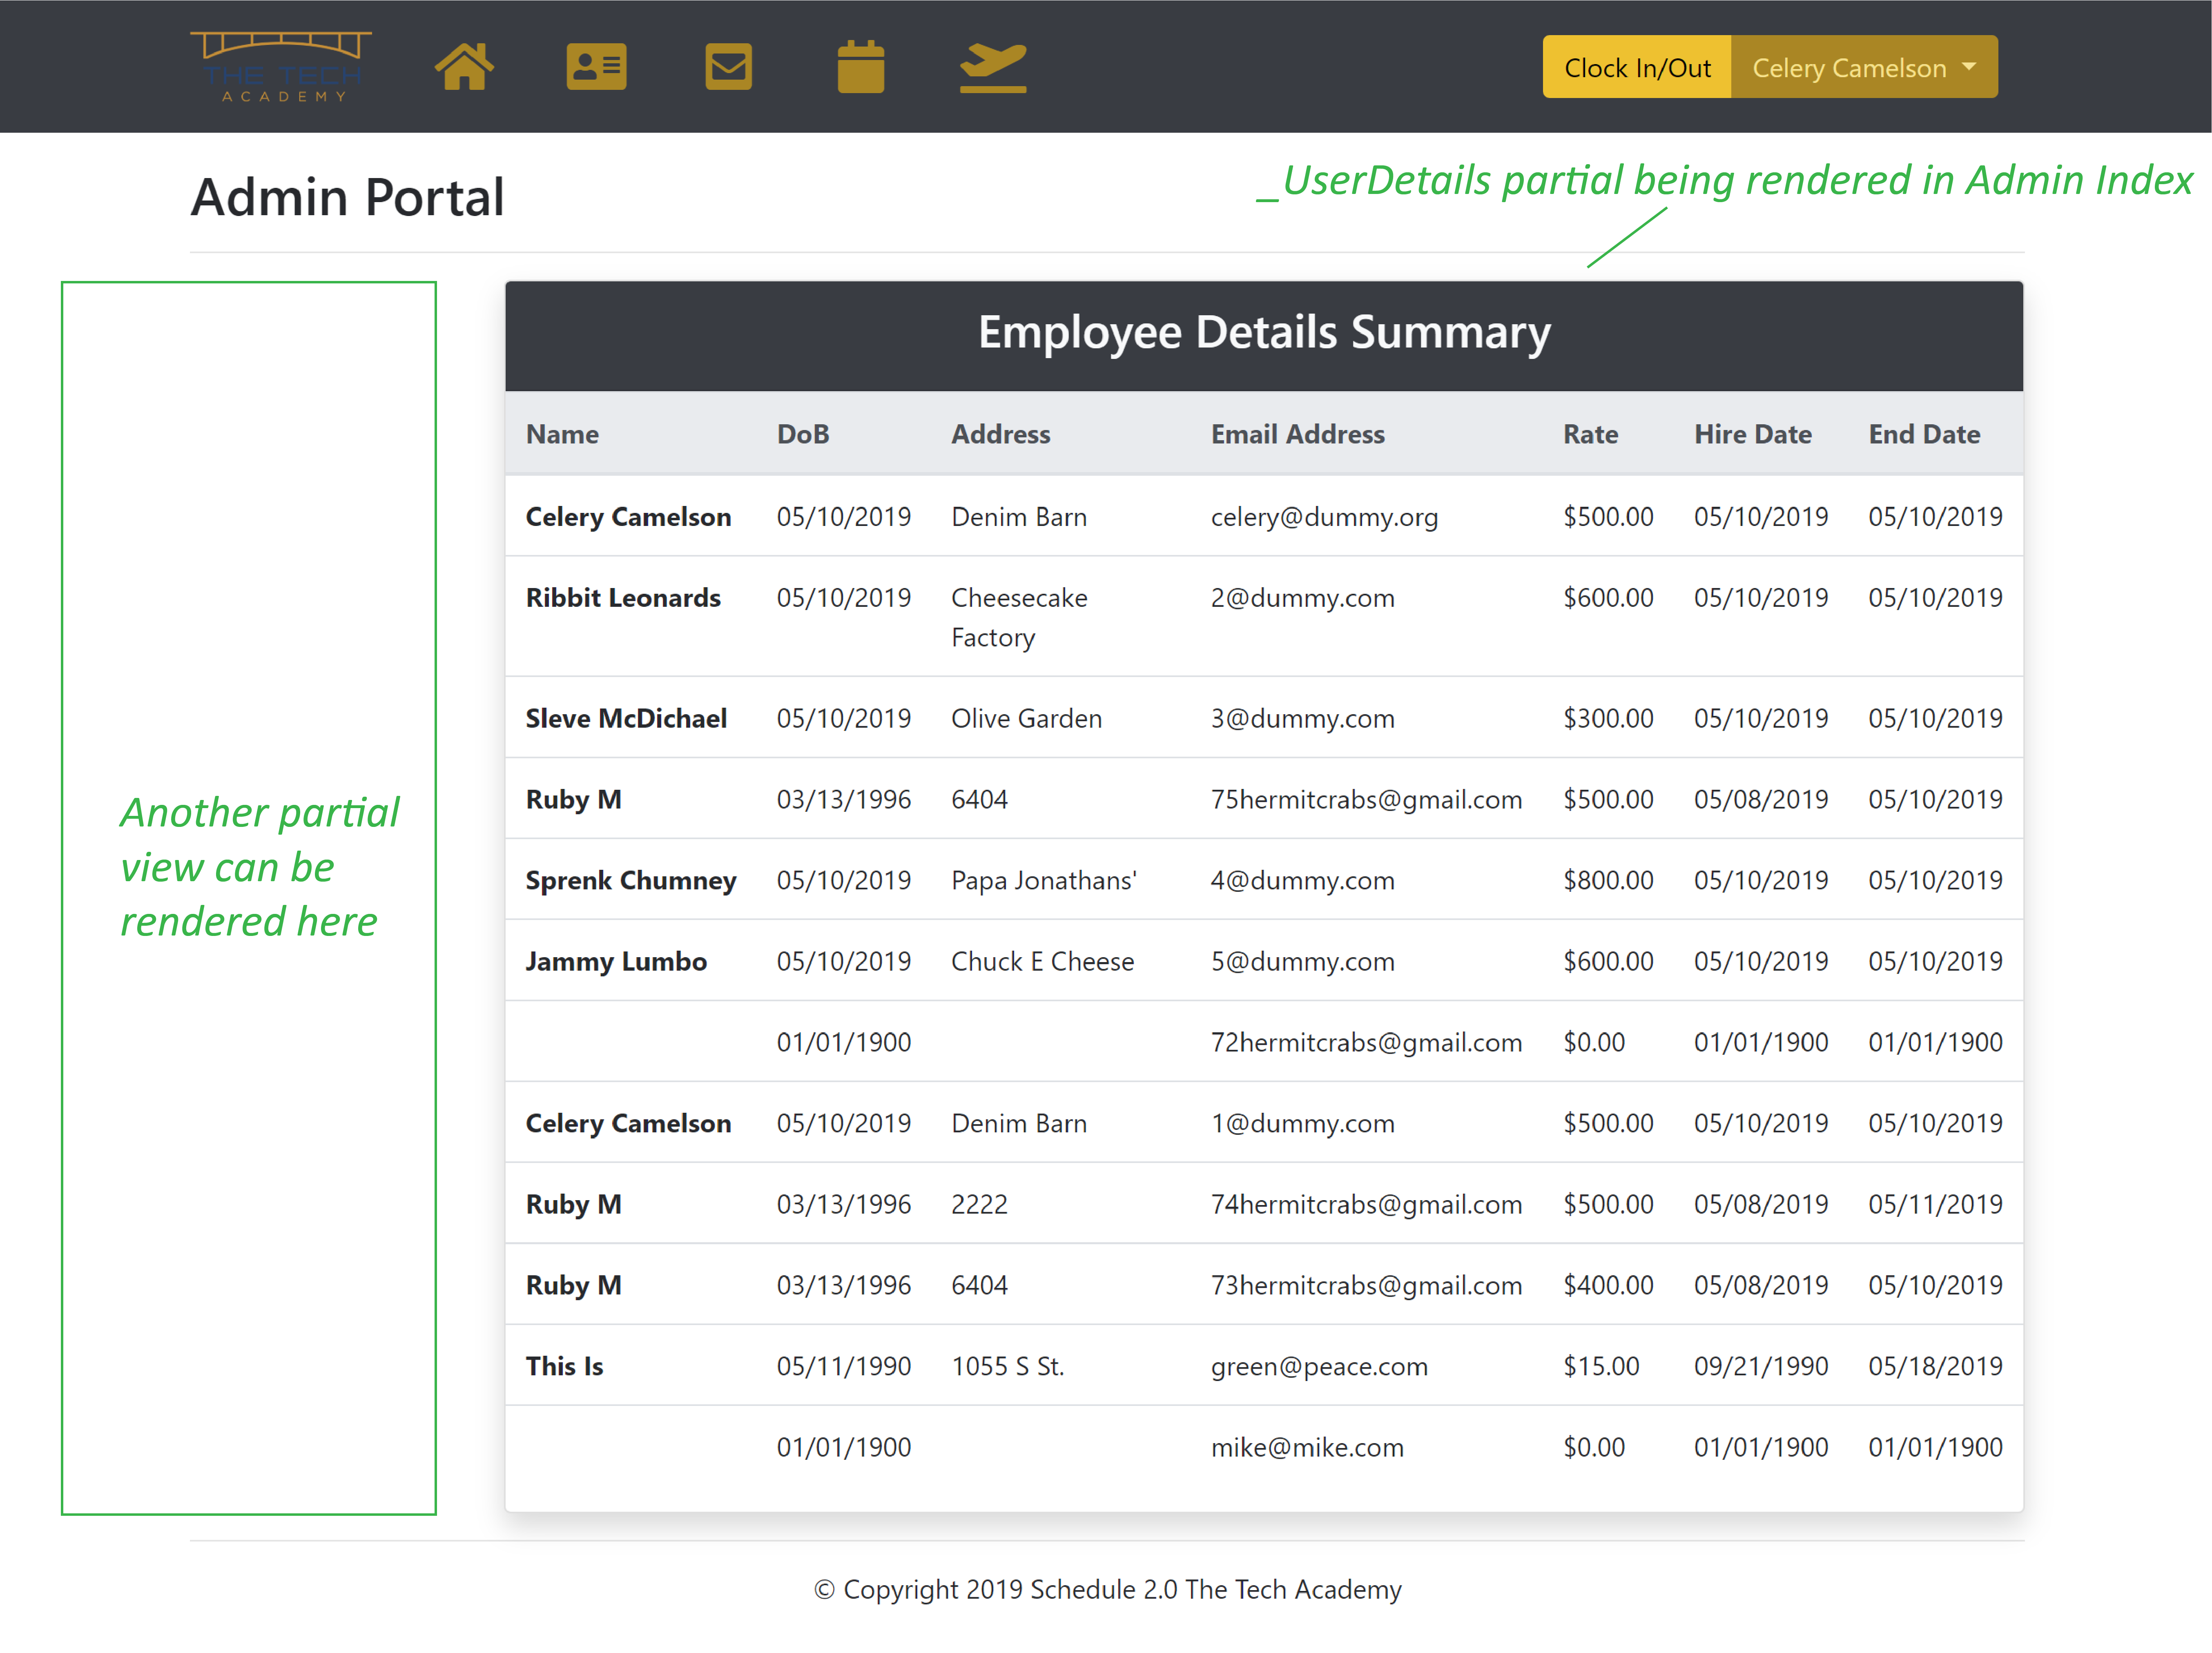 THE TECH
ACADEMY
Clock In/Out Celery Camelson
Admin Portal
_UserDetails partial being rendered in Admin Index
Employee Details Summary
Name DoB Address Email Address Rate Hire Date End Date
Celery Camelson 05/10/2019 Denim Barn celery@dummy.org $500.00 05/10/2019 05/10/2019
Ribbit Leonards 05/10/2019 Cheesecake 2@dummy.com $600.00 05/10/2019 05/10/2019
Factory
Sleve McDichael 05/10/2019 Olive Garden 3@dummy.com $300.00 05/10/2019 05/10/2019
Ruby M 03/13/1996 6404 75hermitcrabs@gmail.com $500.00 05/08/2019 05/10/2019
Sprenk Chumney 05/10/2019 Papa Jonathans' 4@dummy.com $800.00 05/10/2019 05/10/2019
Jammy Lumbo 05/10/2019 Chuck E Cheese 5@dummy.com $600.00 05/10/2019 05/10/2019
01/01/1900 72hermitcrabs@gmail.com $0.00 01/01/1900 01/01/1900
Celery Camelson 05/10/2019 Denim Barn 1@dummy.com $500.00 05/10/2019 05/10/2019
Ruby M 03/13/1996 2222 74hermitcrabs@gmail.com $500.00 05/08/2019 05/11/2019
Ruby M 03/13/1996 6404 73hermitcrabs@gmail.com $400.00 05/08/2019 05/10/2019
This Is 05/11/1990 1055 S St. green@peace.com $15.00 09/21/1990 05/18/2019
01/01/1900 mike@mike.com $0.00 01/01/1900 01/01/1900
Another partial
view can be
rendered here
© Copyright 2019 Schedule 2.0 The Tech Academy